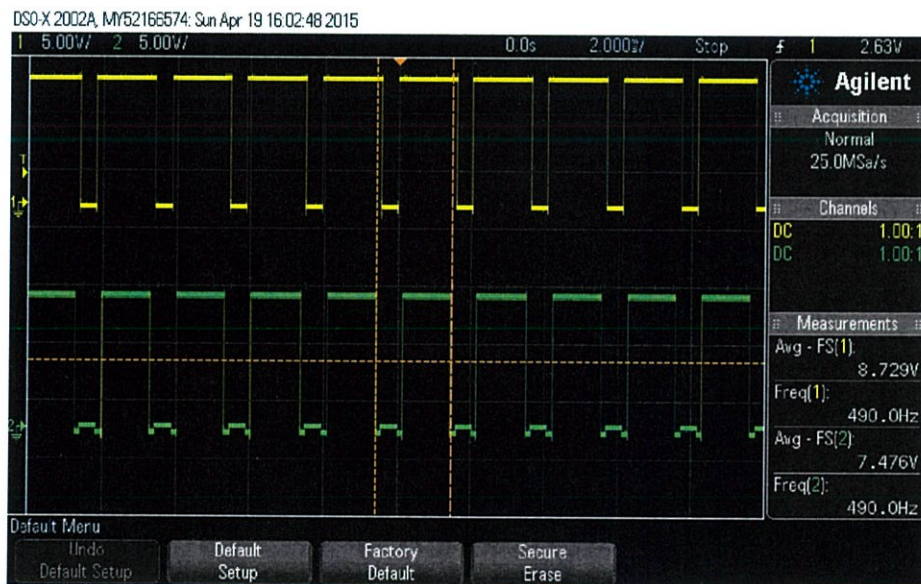 DSO-X 2002A, MY52166574: Sun Apr 19 16:02:48 2015
1 5.00V/ 2 5.00V/ 0.0s 2.000ms/ Stop 1 2.63V
Agilent
Acquisition
Normal
25.0MSa/s
Channels
DC 1.00:1
DC 1.00:1
Measurements
Avg - FS(1):
8.729V
Freq(1):
490.0Hz
Avg - FS(2):
7.476V
Freq(2):
490.0Hz
T
1
2
Default Menu
Undo
Default Setup
Default
Setup
Factory
Default
Secure
Erase